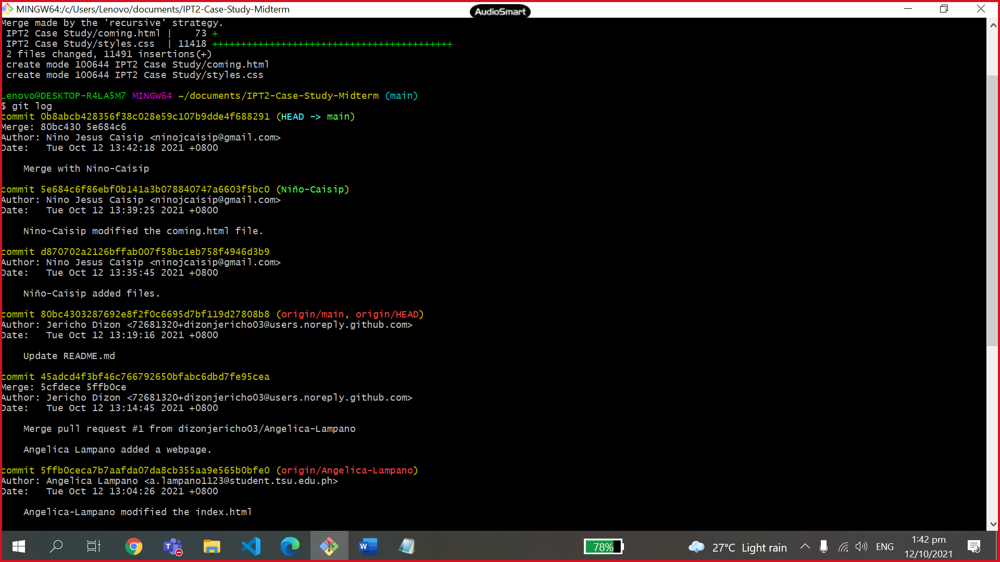 MINGW64:/c/Users/Lenovo/documents/IPT2-Case-Study-Midterm
AudioSmart
Merge made by the 'recursive' strategy.
IPT2 Case Study/coming.html |    73 +
IPT2 Case Study/styles.css  | 11418 ++++++++++++++++++++++++++++++++++++++++++
2 files changed, 11491 insertions(+)
create mode 100644 IPT2 Case Study/coming.html
create mode 100644 IPT2 Case Study/styles.css
Lenovo@DESKTOP-R4LA5M7 MINGW64 ~/documents/IPT2-Case-Study-Midterm (main)
$ git log
commit 0b8abcb428356f38c028e59c107b9dde4f688291 (HEAD -> main)
Merge: 80bc430 5e684c6
Author: Nino Jesus Caisip <ninojcaisip@gmail.com>
Date:   Tue Oct 12 13:42:18 2021 +0800
Merge with Nino-Caisip
commit 5e684c6f86ebf0b141a3b078840747a6603f5bc0 (Niño-Caisip)
Author: Nino Jesus Caisip <ninojcaisip@gmail.com>
Date:   Tue Oct 12 13:39:25 2021 +0800
Nino-Caisip modified the coming.html file.
commit d870702a2126bffab007f58bc1eb758f4946d3b9
Author: Nino Jesus Caisip <ninojcaisip@gmail.com>
Date:   Tue Oct 12 13:35:45 2021 +0800
Niño-Caisip added files.
commit 80bc4303287692e8f2f0c6695d7bf119d27808b8 (origin/main, origin/HEAD)
Author: Jericho Dizon <72681320+dizonjericho03@users.noreply.github.com>
Date:   Tue Oct 12 13:19:16 2021 +0800
Update README.md
commit 45adcd4f3bf46c766792650bfabc6dbd7fe95cea
Merge: 5cfdece 5ffb0ce
Author: Jericho Dizon <72681320+dizonjericho03@users.noreply.github.com>
Date:   Tue Oct 12 13:14:45 2021 +0800
Merge pull request #1 from dizonjericho03/Angelica-Lampano
Angelica Lampano added a webpage.
commit 5ffb0ceca7b7aafda07da8cb355aa9e565b0bfe0 (origin/Angelica-Lampano)
Author: Angelica Lampano <a.lampano1123@student.tsu.edu.ph>
Date:   Tue Oct 12 13:04:26 2021 +0800
Angelica-Lampano modified the index.html
78%
27°C Light rain
ENG
1:42 pm
12/10/2021